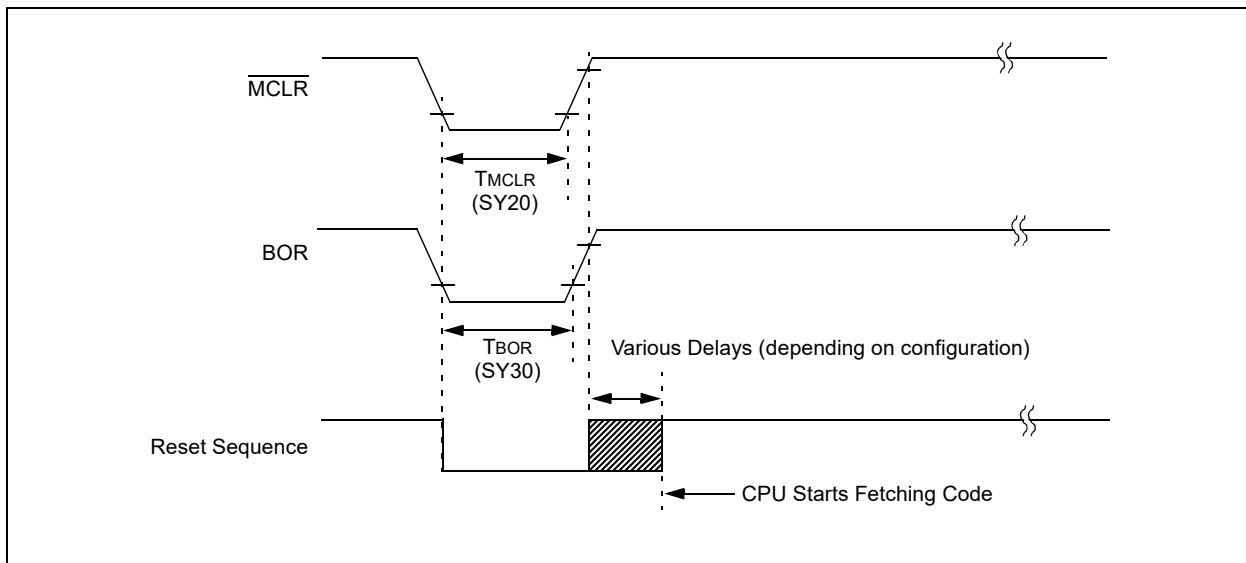 MCLR
TMCLR
(SY20)
BOR
TBOR
(SY30)
Various Delays (depending on configuration)
Reset Sequence
CPU Starts Fetching Code